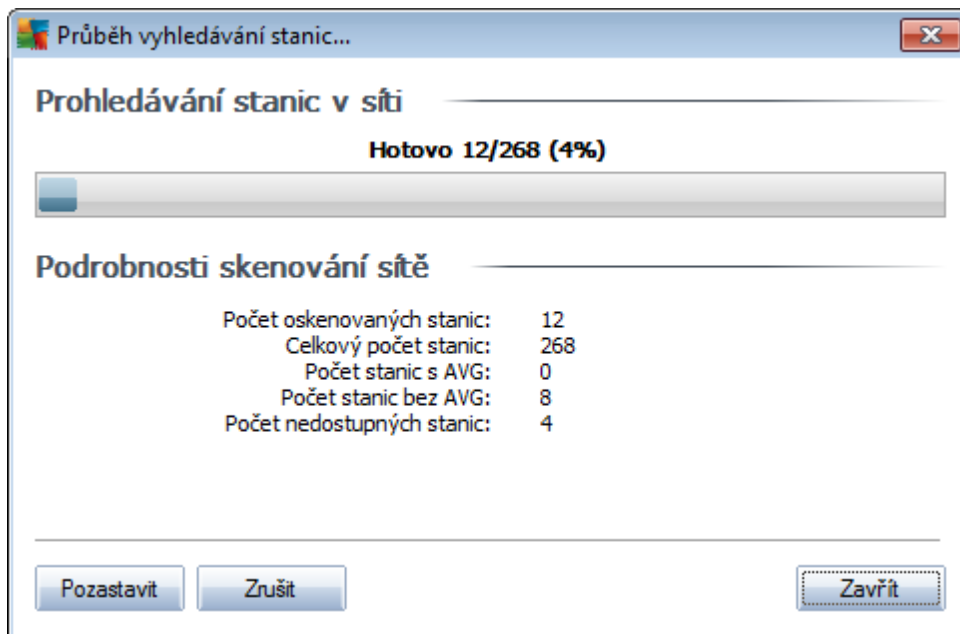 Průběh vyhledávání stanic...
Prohledávání stanic v síti
Hotovo 12/268 (4%)
Podrobnosti skenování sítě
Počet oskenovaných stanic: 12
Celkový počet stanic: 268
Počet stanic s AVG: 0
Počet stanic bez AVG: 8
Počet nedostupných stanic: 4
Pozastavit Zrušit Zavřít